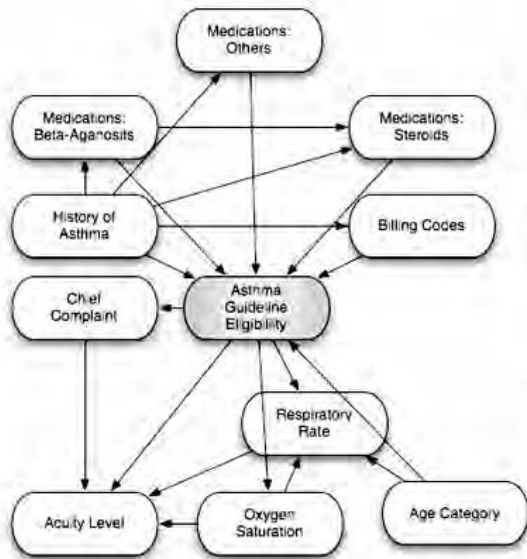 Medications:
Others
Medications:
Beta-Aganosits
Medications:
Steroids
History of
Asthma
Billing Codes
Chief
Complaint
Asthma
Guideline
Eligibility
Respiratory
Rate
Acuity Level
Oxygen
Saturation
Age Category